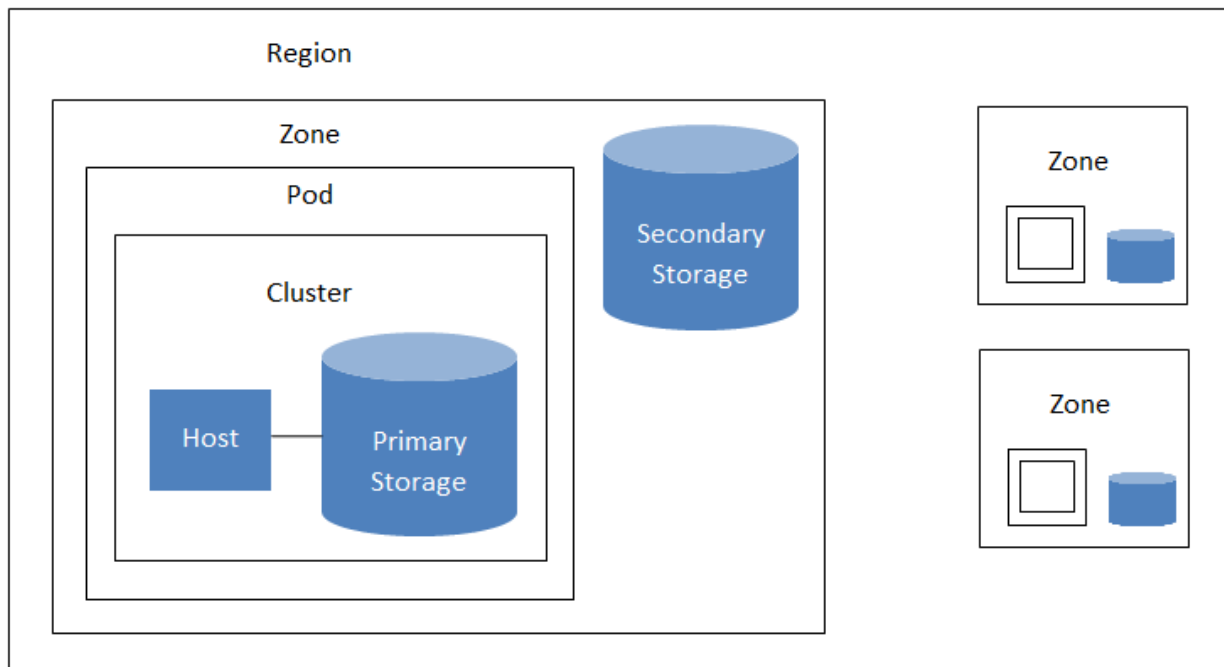 Region
Zone
Pod
Cluster
Host
Primary
Storage
Secondary
Storage
Zone
Zone